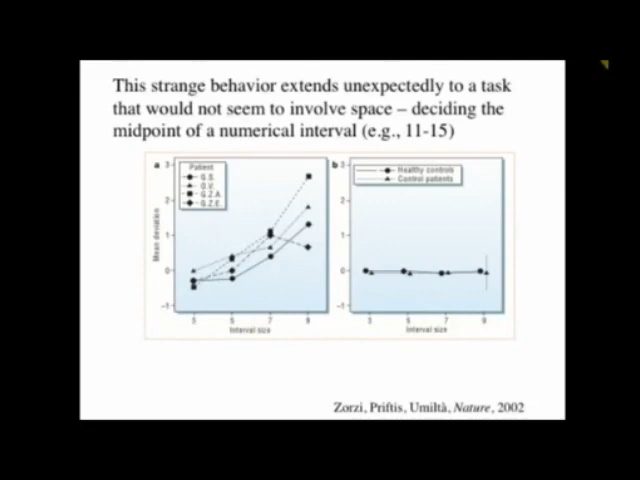 This strange behavior extends unexpectedly to a task
that would not seem to involve space – deciding the
midpoint of a numerical interval (e.g., 11-15)
a
3
Patient
G.S.
G.V.
G.Z.A.
G.Z.E.
2
1
0
-1
Mean deviation
3 5 7 9
Interval size
b
3
Healthy controls
Control patients
2
1
0
-1
3 5 7 9
Interval size
Zorzi, Priftis, Umiltà, Nature, 2002